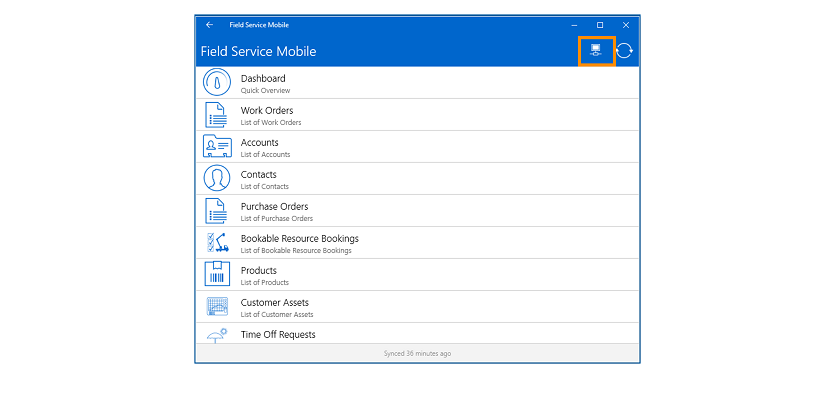 Field Service Mobile
Field Service Mobile
Dashboard
Quick Overview
Work Orders
List of Work Orders
Accounts
List of Accounts
Contacts
List of Contacts
Purchase Orders
List of Purchase Orders
Bookable Resource Bookings
List of Bookable Resource Bookings
Products
List of Products
Customer Assets
List of Customer Assets
Time Off Requests
Synced 36 minutes ago